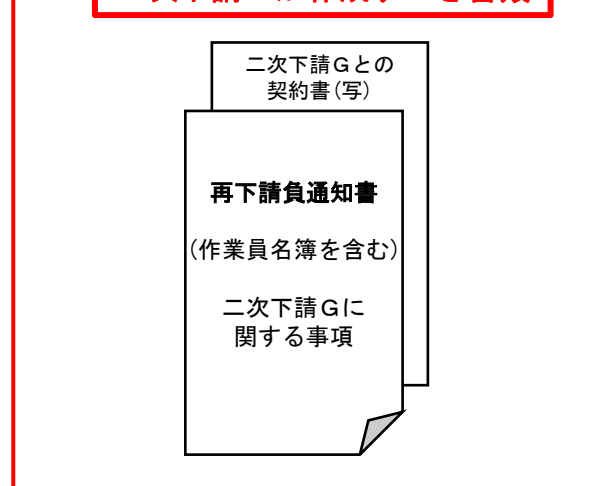 二次下請Gとの
契約書(写)
再下請負通知書
(作業員名簿を含む)
二次下請Gに
関する事項